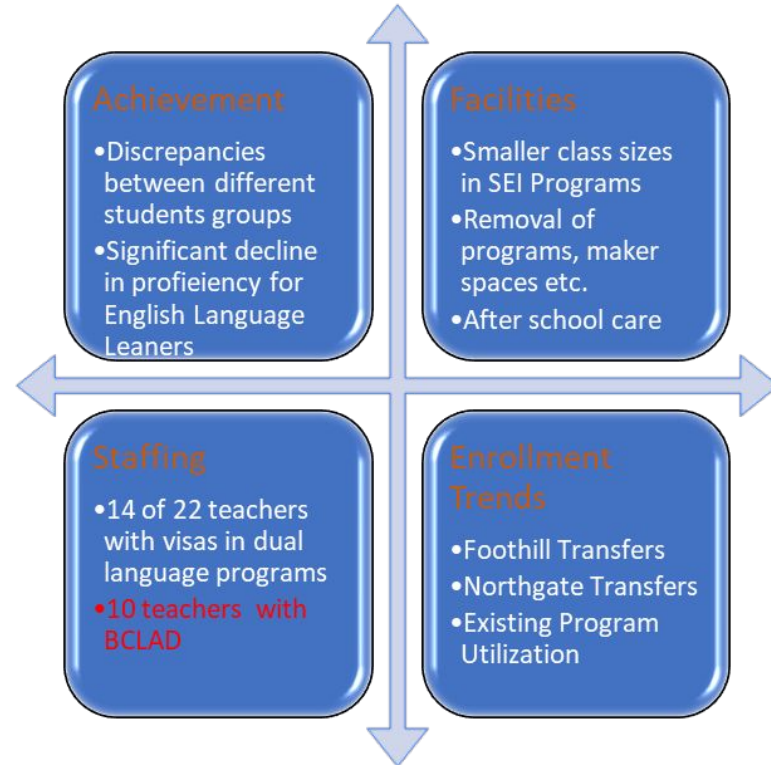 Achievement
•Discrepancies
between different
students groups
•Significant decline
in profieiency for
English Language
Leaners
Facilities
•Smaller class sizes
in SEI Programs
•Removal of
programs, maker
spaces etc.
•After school care
Staffing
•14 of 22 teachers
with visas in dual
language programs
•10 teachers with
BCLAD
Enrollment
Trends
•Foothill Transfers
•Northgate Transfers
•Existing Program
Utilization